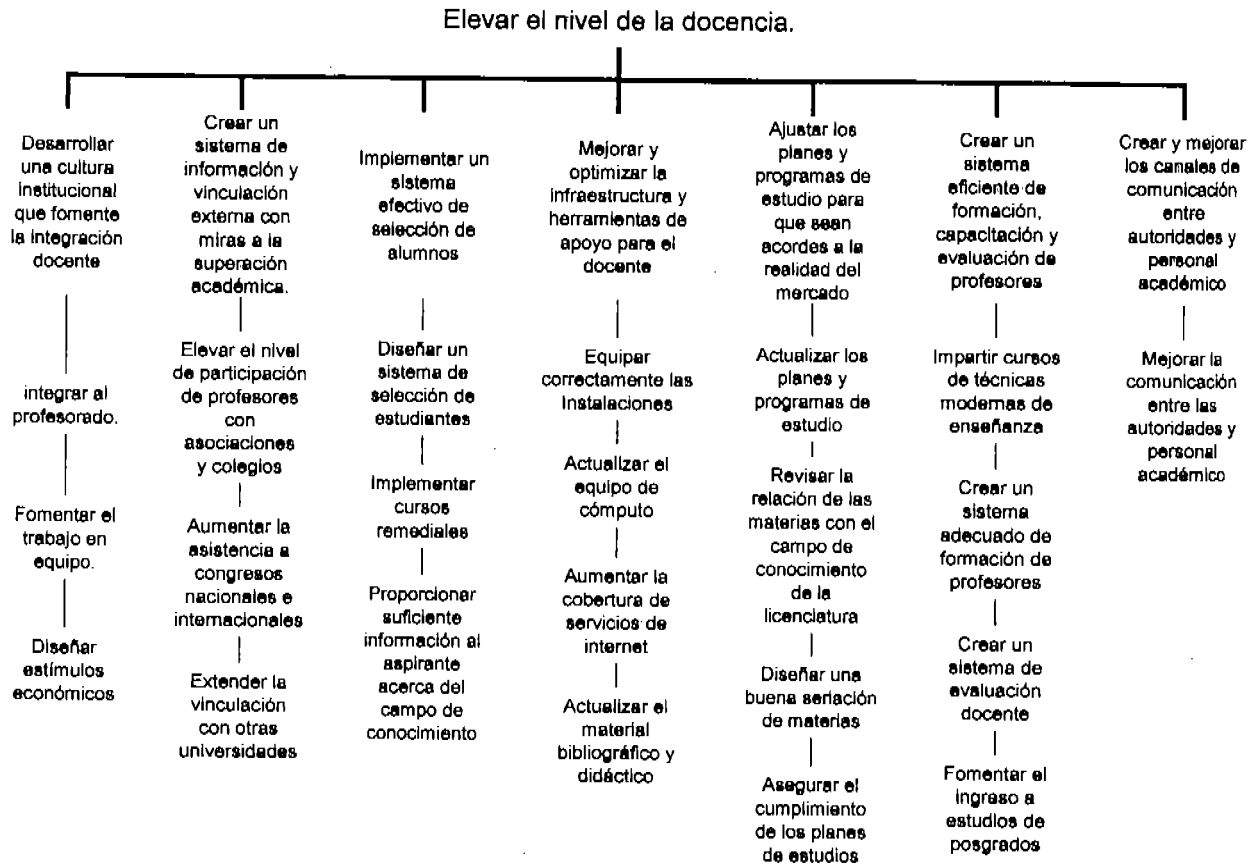 Elevar el nivel de la docencia.
Desarrollar
una cultura
institucional
que fomente
la integración
docente
integrar al
profesorado.
Fomentar el
trabajo en
equipo.
Diseñar
estímulos
económicos
Crear un
sistema de
información y
vinculación
externa con
miras a la
superación
académica.
Elevar el nivel
de participación
de profesores
con
asociaciones
y colegios
Aumentar la
asistencia a
congresos
nacionales e
internacionales
Extender la
vinculación
con otras
universidades
Implementar un
sistema
efectivo de
selección de
alumnos
Diseñar un
sistema de
selección de
estudiantes
Implementar
cursos
remediales
Proporcionar
suficiente
información al
aspirante
acerca del
campo de
conocimiento
Mejorar y
optimizar la
infraestructura y
herramientas de
apoyo para el
docente
Equipar
correctamente las
Instalaciones
Actualizar el
equipo de
cómputo
Aumentar la
cobertura de
servicios de
internet
Actualizar el
material
bibliográfico y
didáctico
Ajustar los
planes y
programas de
estudio para
que sean
acordes a la
realidad del
mercado
Actualizar los
planes y
programas de
estudio
Revisar la
relación de las
materias con el
campo de
conocimiento
de la
licenciatura
Diseñar una
buena seriación
de materias
Asegurar el
cumplimiento
de los planes
de estudios
Crear un
sistema
eficiente de
formación,
capacitación y
evaluación de
profesores
Impartir cursos
de técnicas
modernas de
enseñanza
Crear un
sistema
adecuado de
formación de
profesores
Crear un
sistema de
evaluación
docente
Fomentar el
ingreso a
estudios de
posgrados
Crear y mejorar
los canales de
comunicación
entre
autoridades y
personal
académico
Mejorar la
comunicación
entre las
autoridades y
personal
académico